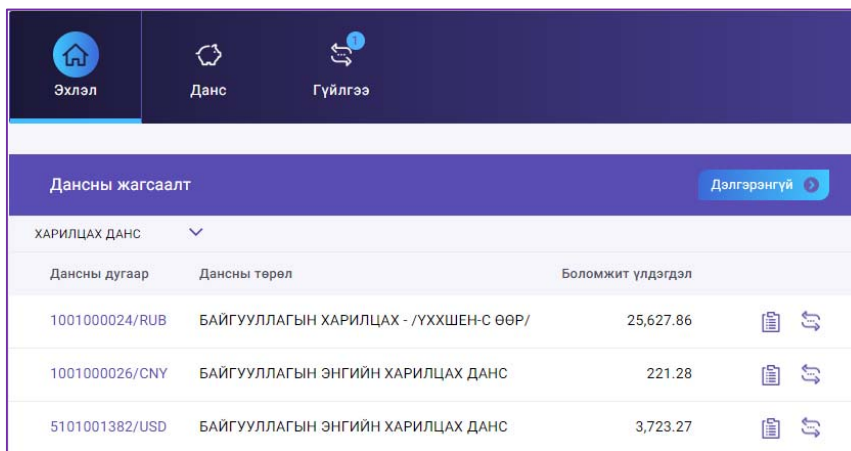 1
Эхлэл Данс Гүйлгээ
Дансны жагсаалт Дэлгэрэнгүй
ХАРИЛЦАХ ДАНС
Дансны дугаар Дансны төрөл Боломжит үлдэгдэл
1001000024/RUB БАЙГУУЛЛАГЫН ХАРИЛЦАХ - /ҮХХШЕН-С ӨӨР/ 25,627.86
1001000026/CNY БАЙГУУЛЛАГЫН ЭНГИЙН ХАРИЛЦАХ ДАНС 221.28
5101001382/USD БАЙГУУЛЛАГЫН ЭНГИЙН ХАРИЛЦАХ ДАНС 3,723.27